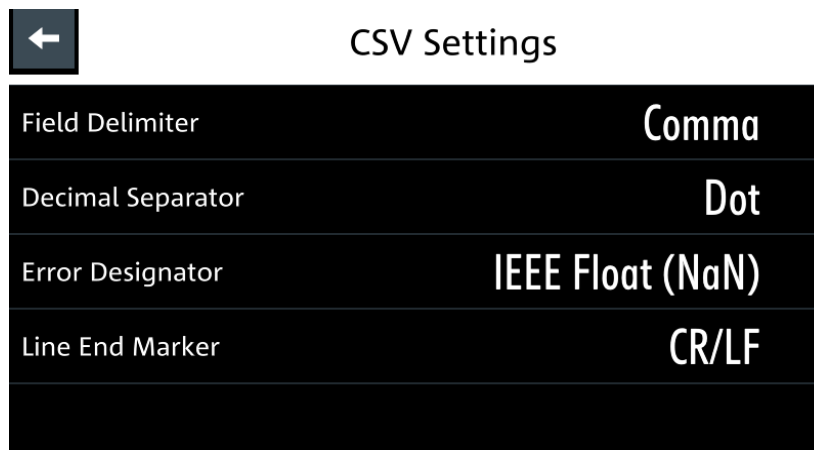 CSV Settings
Field Delimiter Comma
Decimal Separator Dot
Error Designator IEEE Float (NaN)
Line End Marker CR/LF